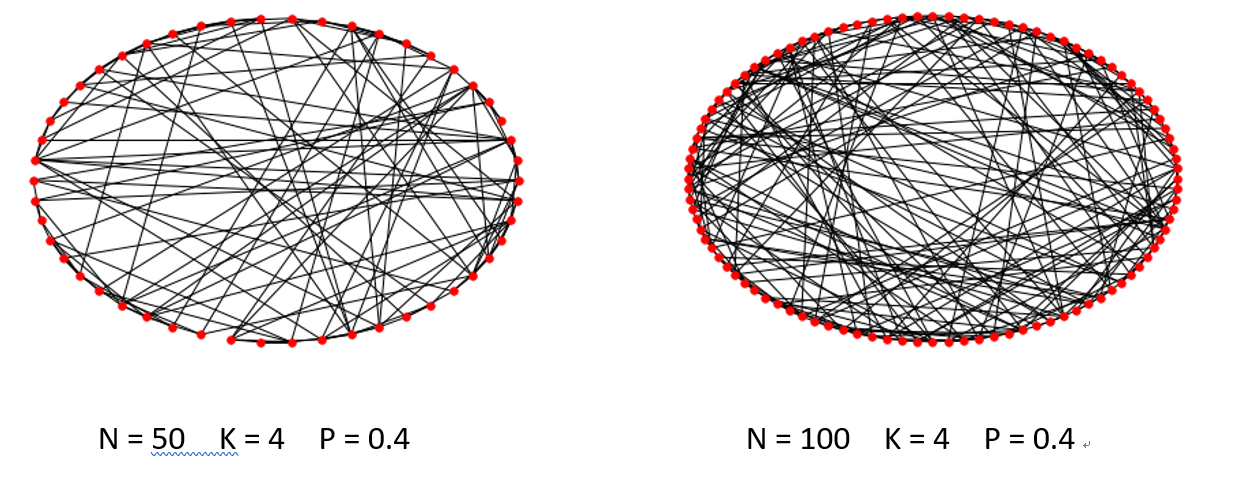 N = 50 K = 4 P = 0.4
N = 100 K = 4 P = 0.4